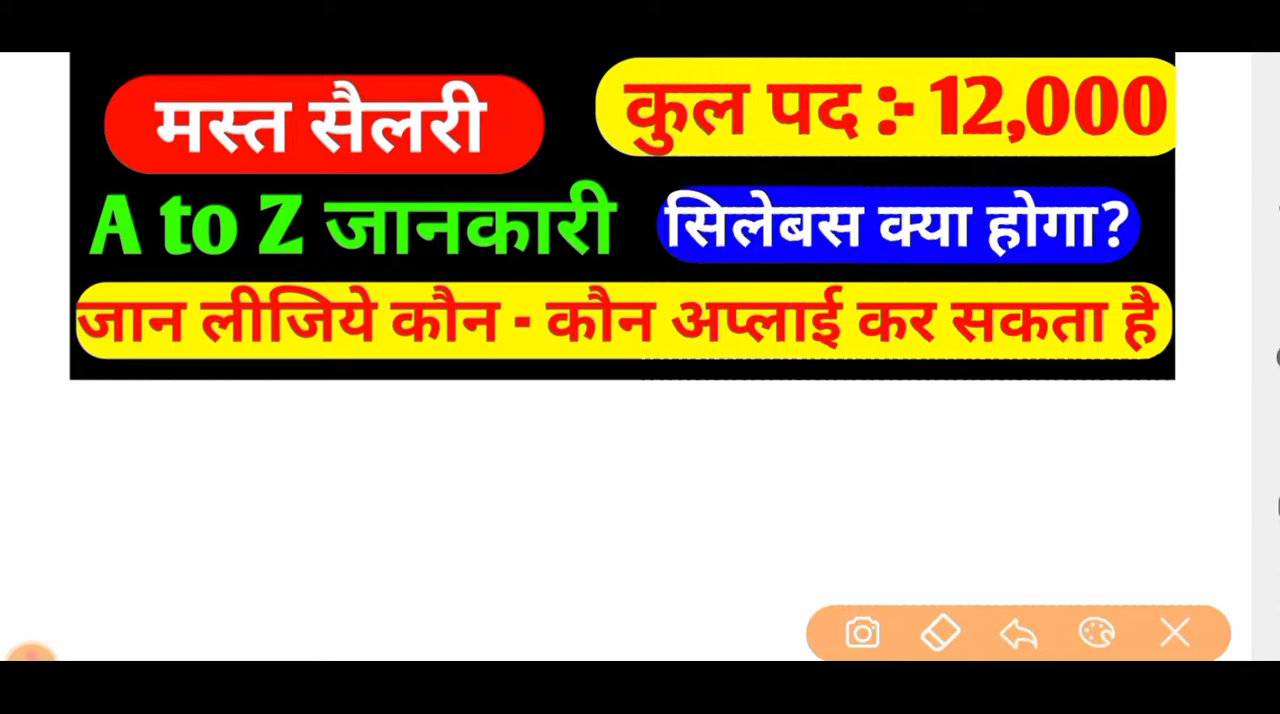 मस्त सैलरी
कुल पद :- 12,000
A to Z जानकारी
सिलेबस क्या होगा?
जान लीजिये कौन - कौन अप्लाई कर सकता है